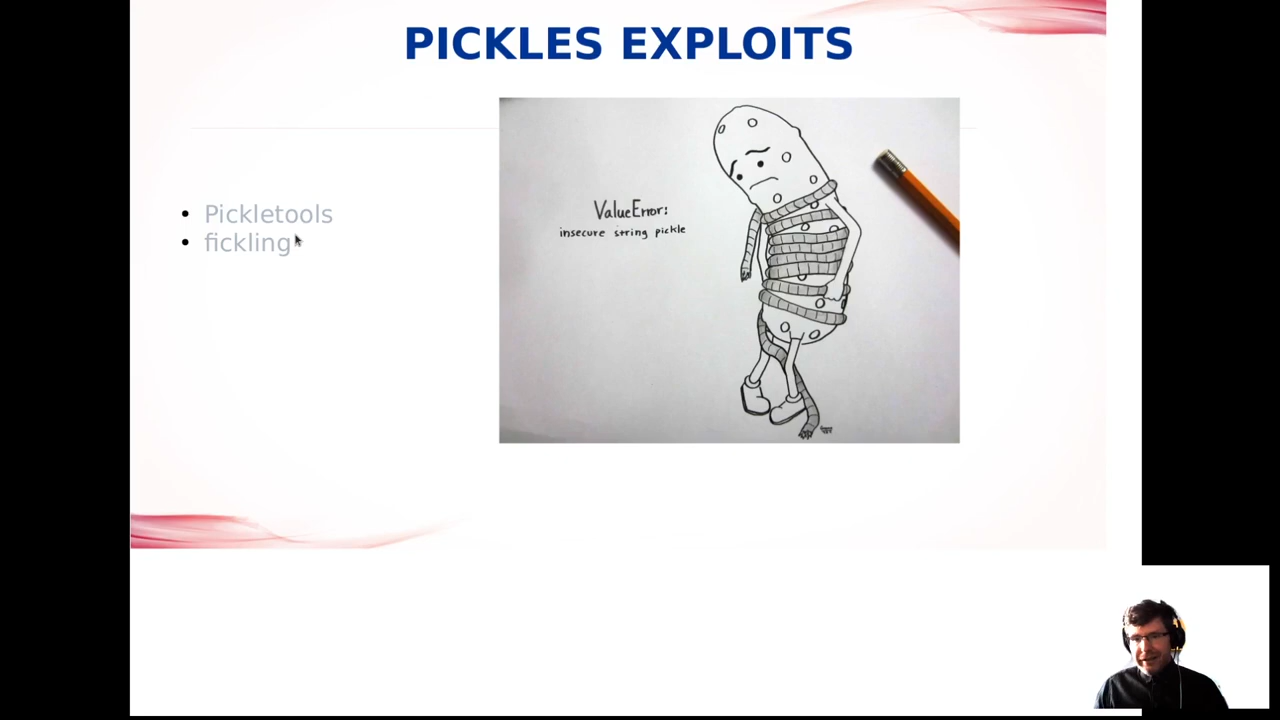 PICKLES EXPLOITS
ValueError:
insecure string pickle
Pickletools
fickling